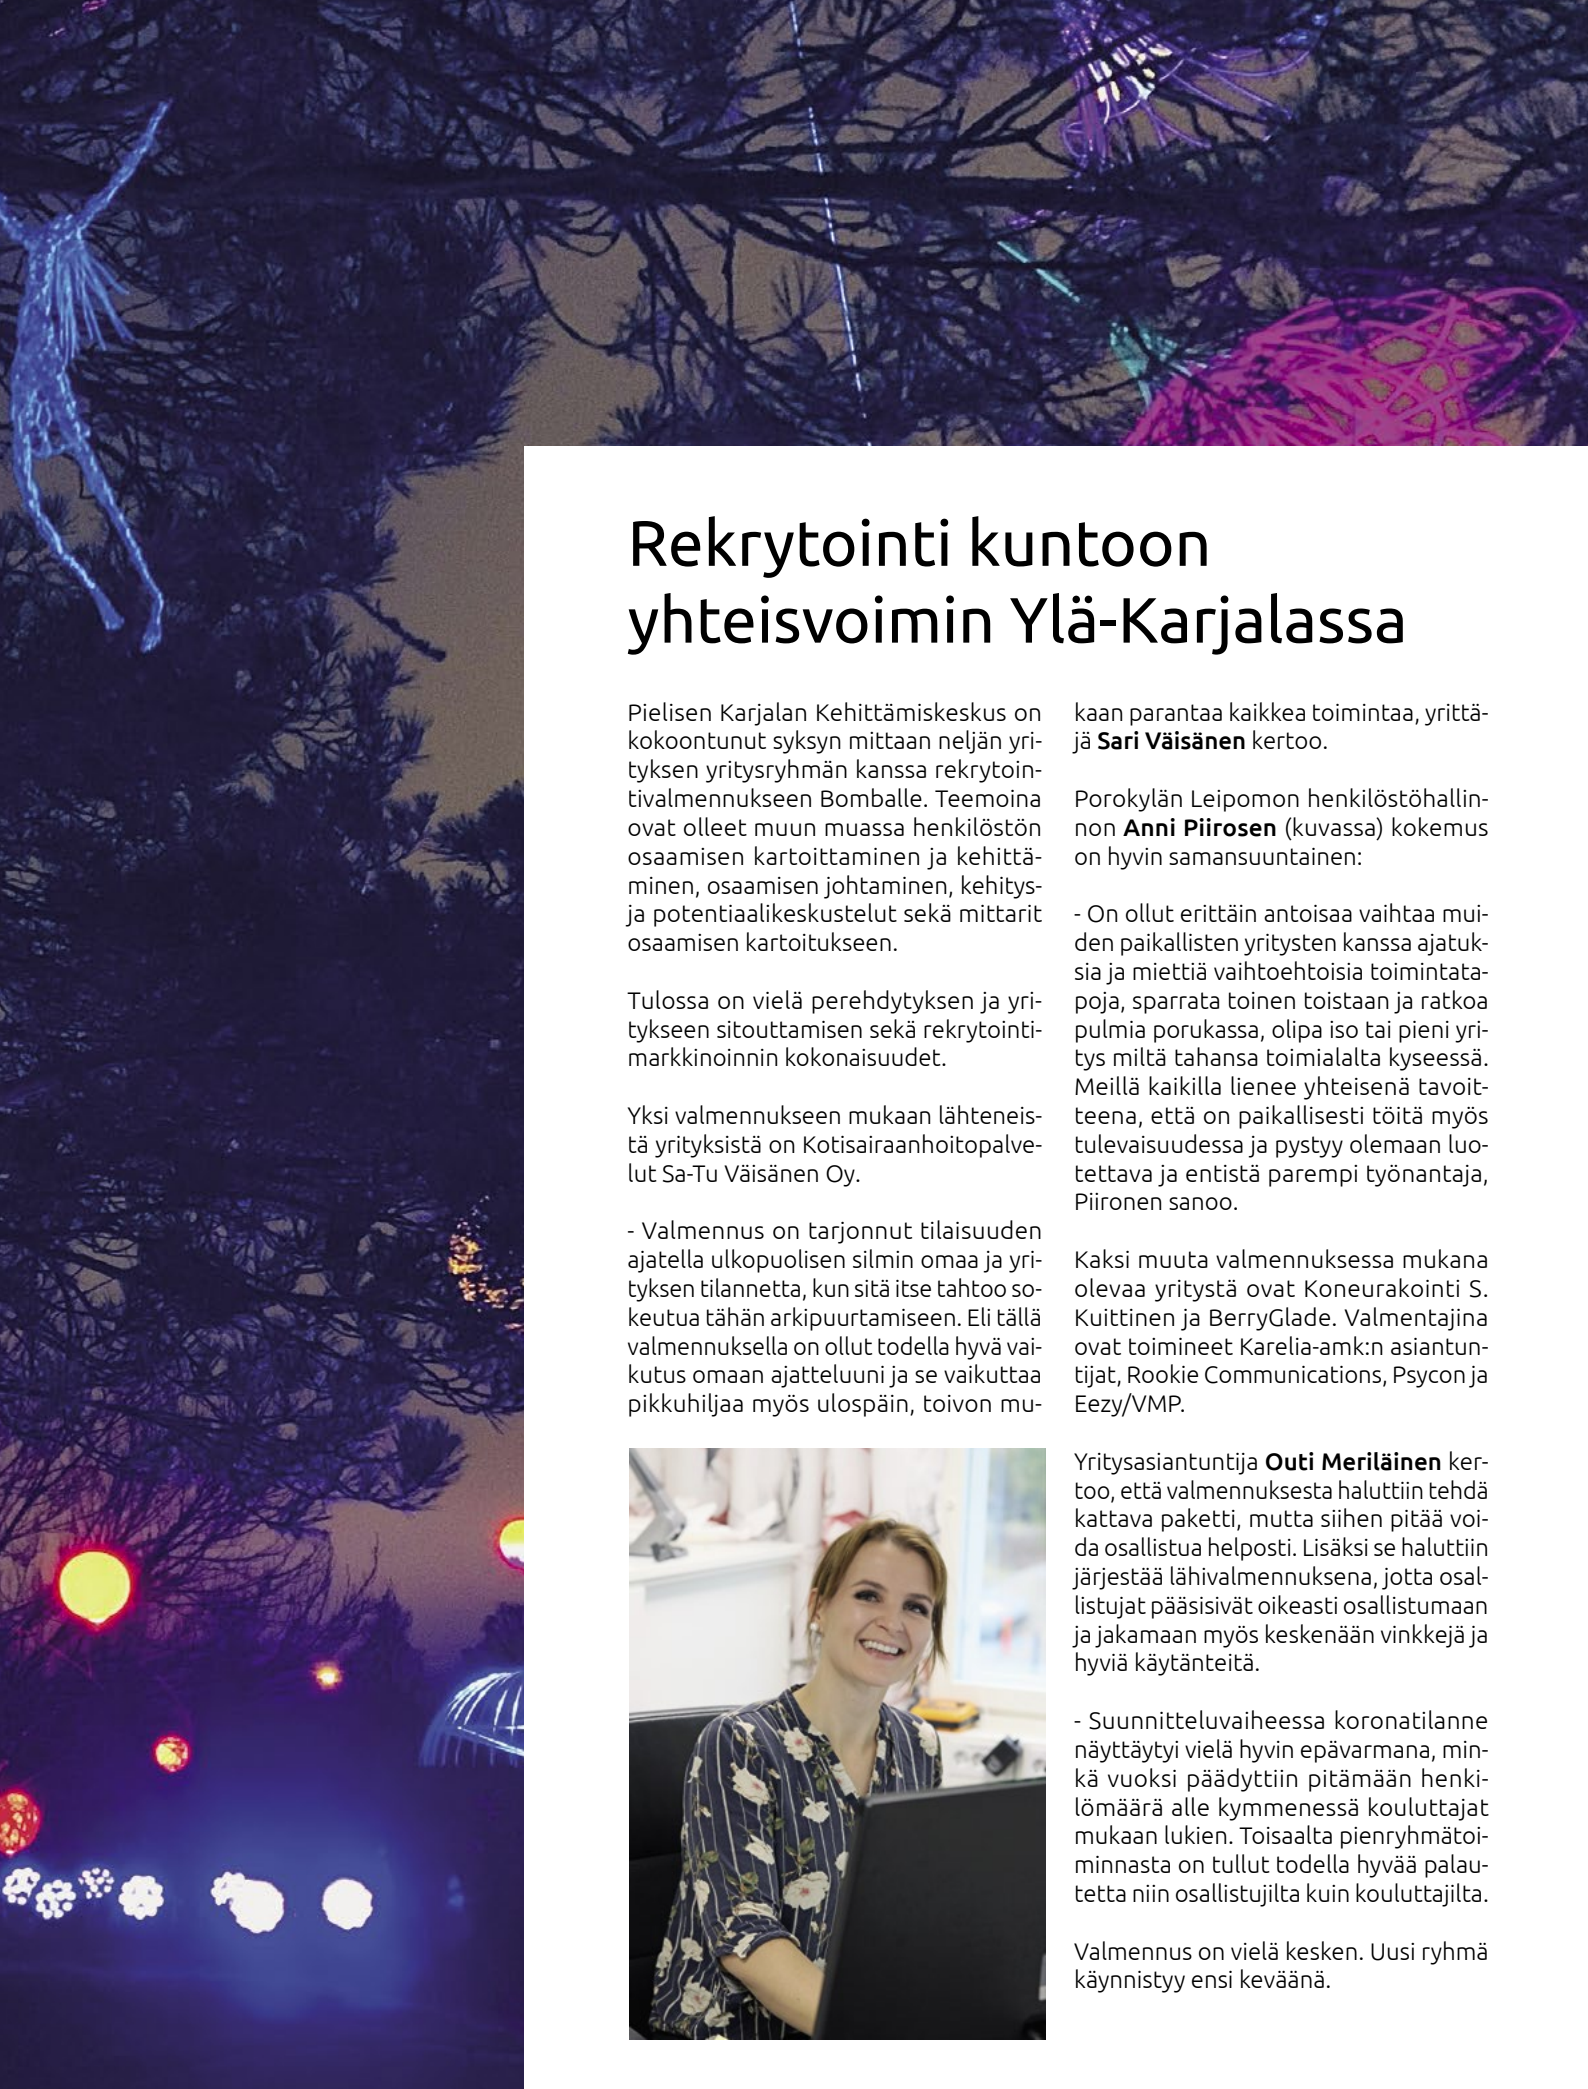 Rekrytointi kuntoon
yhteisvoimin Ylä-Karjalassa
Pielisen Karjalan Kehittämiskeskus on
kokoontunut syksyn mittaan neljän yri-
tyksen yritysryhmän kanssa rekrytoin-
tivalmennukseen Bomballe. Teemoina
ovat olleet muun muassa henkilöstön
osaamisen kartoittaminen ja kehittä-
minen, osaamisen johtaminen, kehitys-
ja potentiaalikeskustelut sekä mittarit
osaamisen kartoitukseen.
Tulossa on vielä perehdytyksen ja yri-
tykseen sitouttamisen sekä rekrytointi-
markkinoinnin kokonaisuudet.
Yksi valmennukseen mukaan lähteneis-
tä yrityksistä on Kotisairaanhoitopalve-
lut Sa-Tu Väisänen Oy.
- Valmennus on tarjonnut tilaisuuden
ajatella ulkopuolisen silmin omaa ja yri-
tyksen tilannetta, kun sitä itse tahtoo so-
keutua tähän arkipuurtamiseen. Eli tällä
valmennuksella on ollut todella hyvä vai-
kutus omaan ajatteluuni ja se vaikuttaa
pikkuhiljaa myös ulospäin, toivon mu-
kaan parantaa kaikkea toimintaa, yrittä-
jä Sari Väisänen kertoo.
Porokylän Leipomon henkilöstöhallin-
non Anni Piirosen (kuvassa) kokemus
on hyvin samansuuntainen:
- On ollut erittäin antoisaa vaihtaa mui-
den paikallisten yritysten kanssa ajatuk-
sia ja miettiä vaihtoehtoisia toimintata-
poja, sparrata toinen toistaan ja ratkoa
pulmia porukassa, olipa iso tai pieni yri-
tys miltä tahansa toimialalta kyseessä.
Meillä kaikilla lienee yhteisenä tavoit-
teena, että on paikallisesti töitä myös
tulevaisuudessa ja pystyy olemaan luo-
tettava ja entistä parempi työnantaja,
Piironen sanoo.
Kaksi muuta valmennuksessa mukana
olevaa yritystä ovat Koneurakointi S.
Kuittinen ja BerryGlade. Valmentajina
ovat toimineet Karelia-amk:n asiantun-
tijat, Rookie Communications, Psycon ja
Eezy/VMP.
Yritysasiantuntija Outi Meriläinen ker-
too, että valmennuksesta haluttiin tehdä
kattava paketti, mutta siihen pitää voi-
da osallistua helposti. Lisäksi se haluttiin
järjestää lähivalmennuksena, jotta osal-
listujat pääsisivät oikeasti osallistumaan
ja jakamaan myös keskenään vinkkejä ja
hyviä käytänteitä.
- Suunnitteluvaiheessa koronatilanne
näyttäytyi vielä hyvin epävarmana, min-
kä vuoksi päädyttiin pitämään henki-
lömäärä alle kymmenessä kouluttajat
mukaan lukien. Toisaalta pienryhmätoi-
minnasta on tullut todella hyvää palau-
tetta niin osallistujilta kuin kouluttajilta.
Valmennus on vielä kesken. Uusi ryhmä
käynnistyy ensi keväänä.